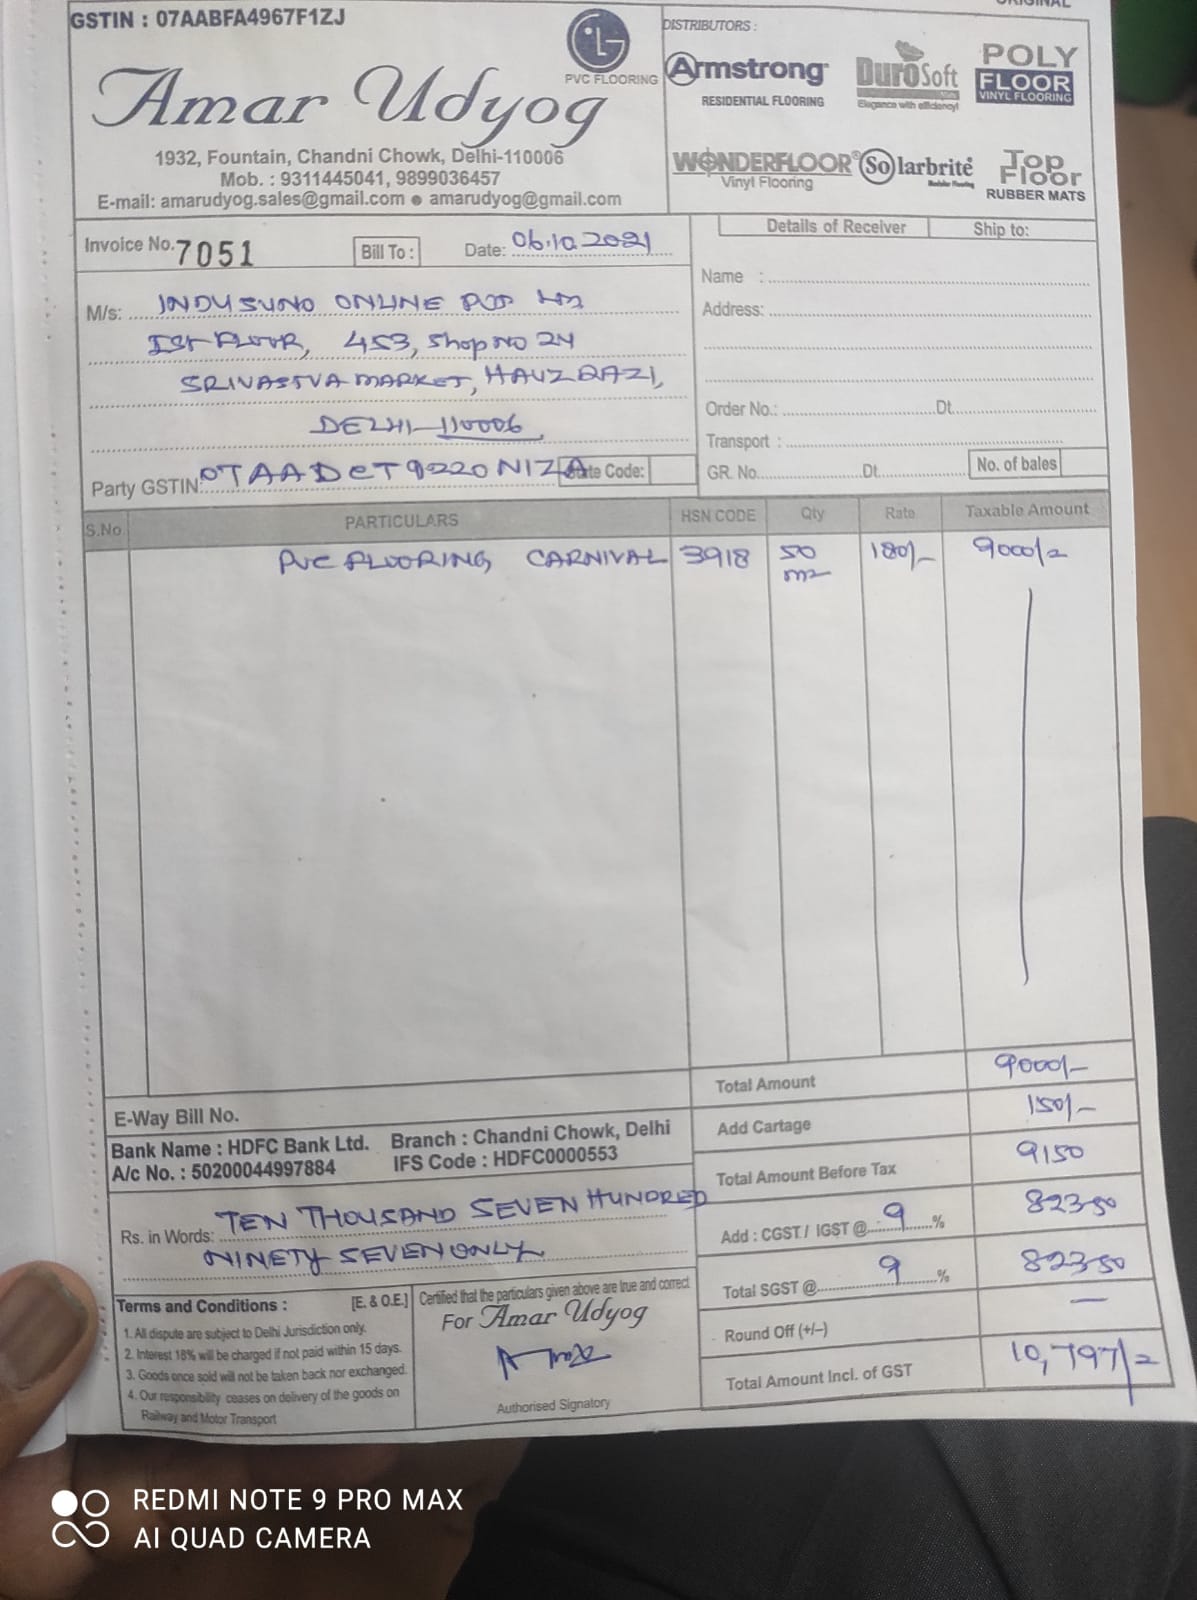 ORIGINAL
GSTIN : 07AABFA4967F1ZJ
LG
PVC FLOORING
Amar Udyog
1932, Fountain, Chandni Chowk, Delhi-110006
Mob. : 9311445041, 9899036457
E-mail: amarudyog.sales@gmail.com ● amarudyog@gmail.com
DISTRIBUTORS :
Armstrong
RESIDENTIAL FLOORING
DuroSoft
Elegance with efficiency!
POLY
FLOOR
VINYL FLOORING
WONDERFLOOR
Vinyl Flooring
Solarbrité
Top
Floor
RUBBER MATS
Invoice No. 7051 Bill To : Date: 06.10.2021
M/s: INDUSUNO ONLINE PVT Ltd
Ist FLOOR, 453, Shop NO 24
SRIVASTVA MARKET, HAUZ QAZI,
DELHI-110006
Party GSTIN: 07AADCT9220N1ZA State Code:
Details of Receiver Ship to:
Name :
Address:
Order No.: Dt.
Transport :
GR. No. Dt. No. of bales
S.No PARTICULARS HSN CODE Qty Rate Taxable Amount
PVC FLOORING CARNIVAL 3918 50 m2 180/- 9000/-
Total Amount 9000/-
E-Way Bill No.
Add Cartage 150/-
Bank Name : HDFC Bank Ltd. Branch : Chandni Chowk, Delhi
A/c No. : 50200044997884 IFS Code : HDFC0000553
Total Amount Before Tax 9150
Rs. in Words: TEN THOUSAND SEVEN HUNDRED
NINETY SEVEN ONLY
Add : CGST / IGST @ 9 % 823.50
Total SGST @ 9 % 823.50
Round Off (+/–) —
Total Amount Incl. of GST 10,797/-
Terms and Conditions : [E. & O.E.]
1. All dispute are subject to Delhi Jurisdiction only.
2. Interest 18% will be charged if not paid within 15 days.
3. Goods once sold will not be taken back nor exchanged.
4. Our responsibility ceases on delivery of the goods on
Railway and Motor Transport
Certified that the particulars given above are true and correct
For Amar Udyog
Authorised Signatory
REDMI NOTE 9 PRO MAX
AI QUAD CAMERA